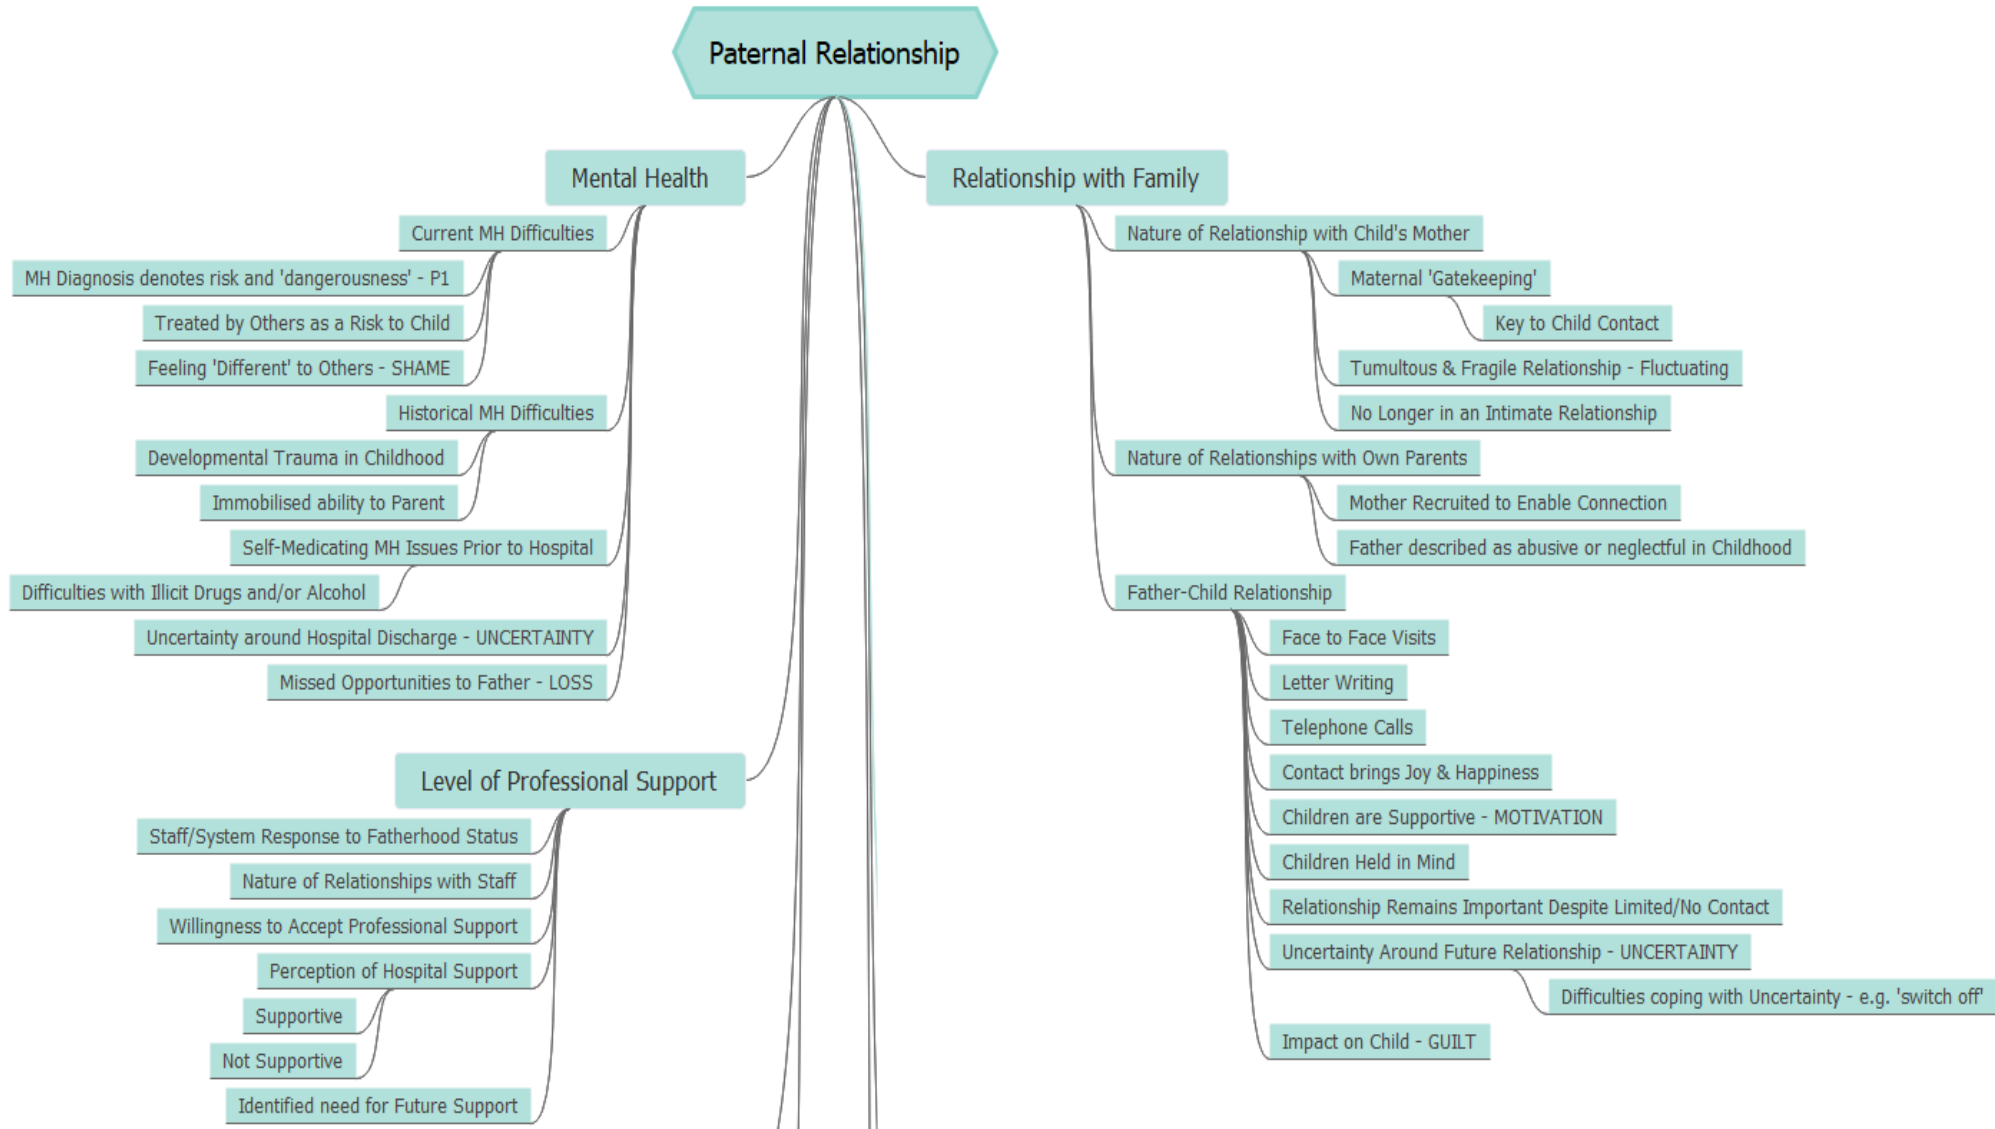 Paternal Relationship
Mental Health
Current MH Difficulties
MH Diagnosis denotes risk and 'dangerousness' - P1
Treated by Others as a Risk to Child
Feeling 'Different' to Others - SHAME
Historical MH Difficulties
Developmental Trauma in Childhood
Immobilised ability to Parent
Self-Medicating MH Issues Prior to Hospital
Difficulties with Illicit Drugs and/or Alcohol
Uncertainty around Hospital Discharge - UNCERTAINTY
Missed Opportunities to Father - LOSS
Level of Professional Support
Staff/System Response to Fatherhood Status
Nature of Relationships with Staff
Willingness to Accept Professional Support
Perception of Hospital Support
Supportive
Not Supportive
Identified need for Future Support
Relationship with Family
Nature of Relationship with Child's Mother
Maternal 'Gatekeeping'
Key to Child Contact
Tumultous & Fragile Relationship - Fluctuating
No Longer in an Intimate Relationship
Nature of Relationships with Own Parents
Mother Recruited to Enable Connection
Father described as abusive or neglectful in Childhood
Father-Child Relationship
Face to Face Visits
Letter Writing
Telephone Calls
Contact brings Joy & Happiness
Children are Supportive - MOTIVATION
Children Held in Mind
Relationship Remains Important Despite Limited/No Contact
Uncertainty Around Future Relationship - UNCERTAINTY
Difficulties coping with Uncertainty - e.g. 'switch off'
Impact on Child - GUILT